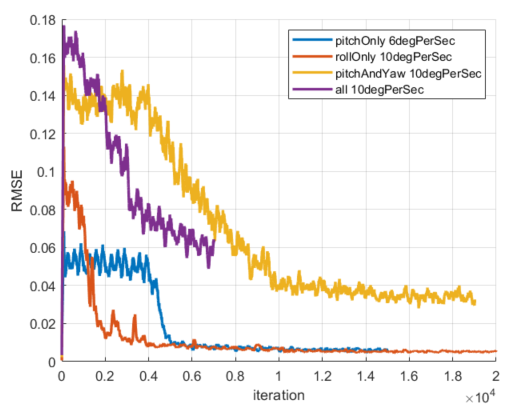 0.18
0.16
0.14
0.12
0.1
0.08
0.06
0.04
0.02
0
RMSE
pitchOnly 6degPerSec
rollOnly 10degPerSec
pitchAndYaw 10degPerSec
all 10degPerSec
0 0.2 0.4 0.6 0.8 1 1.2 1.4 1.6 1.8 2
iteration
×10⁴